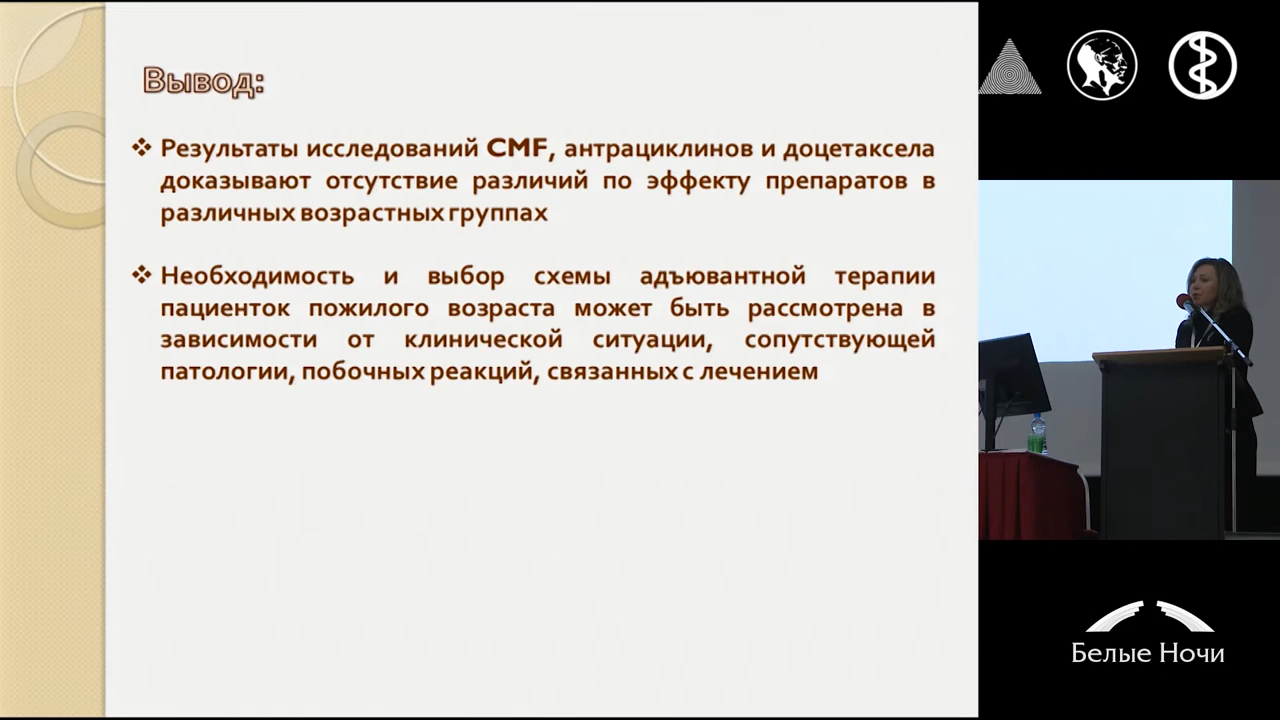 Вывод:
Результаты исследований CMF, антрациклинов и доцетаксела
доказывают отсутствие различий по эффекту препаратов в
различных возрастных группах
Необходимость и выбор схемы адъювантной терапии
пациенток пожилого возраста может быть рассмотрена в
зависимости от клинической ситуации, сопутствующей
патологии, побочных реакций, связанных с лечением
Белые Ночи